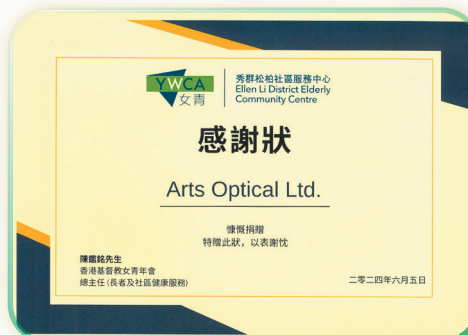 YWCA
女青
秀群松柏社區服務中心
Ellen Li District Elderly
Community Centre
感謝狀
Arts Optical Ltd.
慷慨捐贈
特贈此狀，以表謝忱
陳鑑銘先生
香港基督教女青年會
總主任 (長者及社區健康服務)
二零二四年六月五日